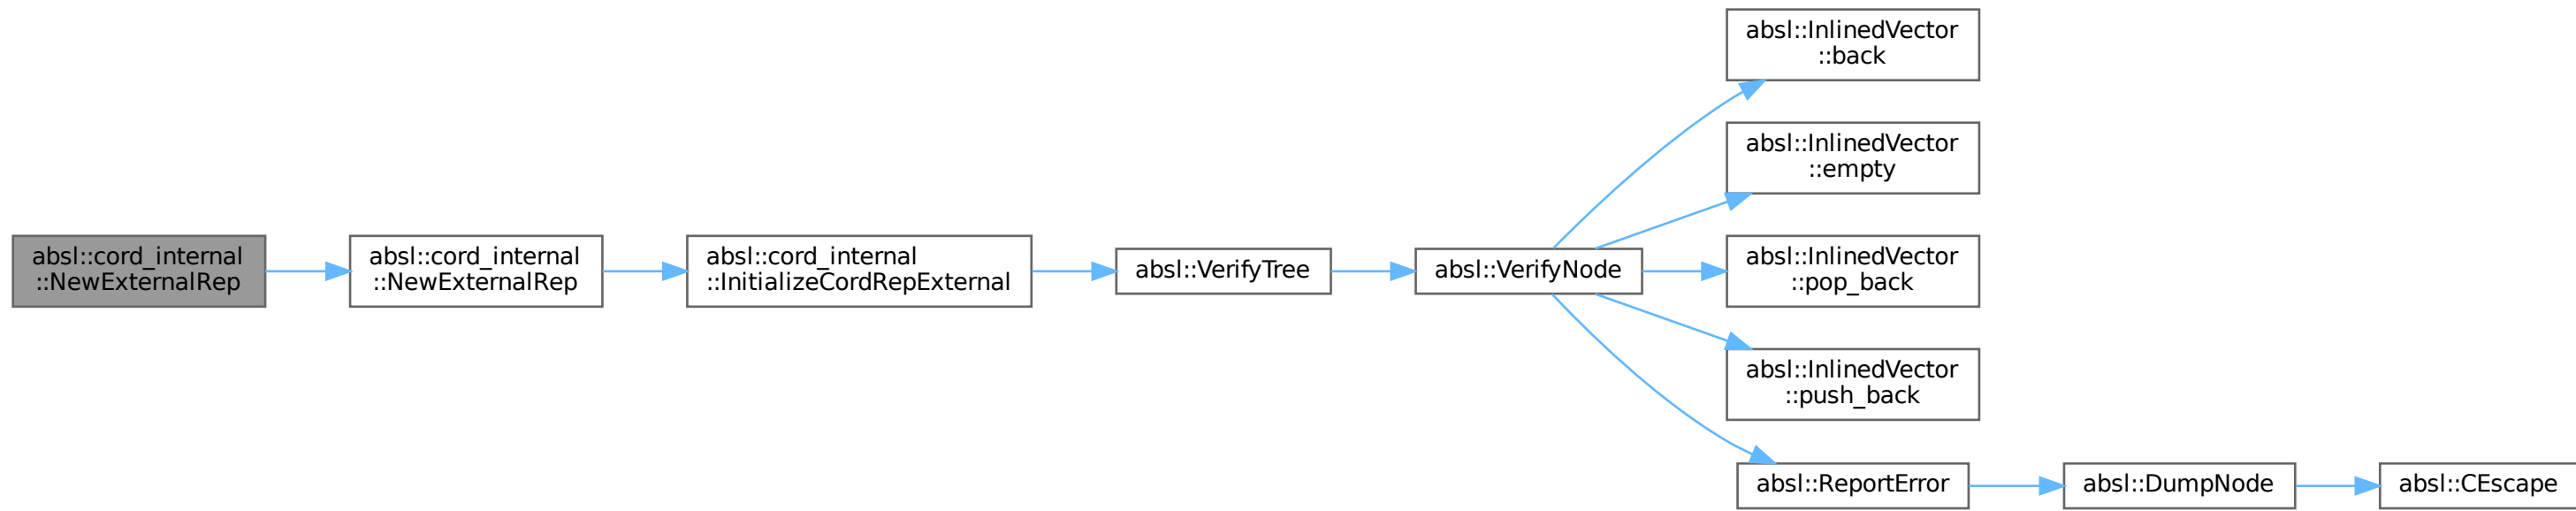 absl::InlinedVector
::back
absl::InlinedVector
::empty
absl::cord_internal
::NewExternalRep
absl::cord_internal
::NewExternalRep
absl::cord_internal
::InitializeCordRepExternal
absl::VerifyTree
absl::VerifyNode
absl::InlinedVector
::pop_back
absl::InlinedVector
::push_back
absl::ReportError
absl::DumpNode
absl::CEscape